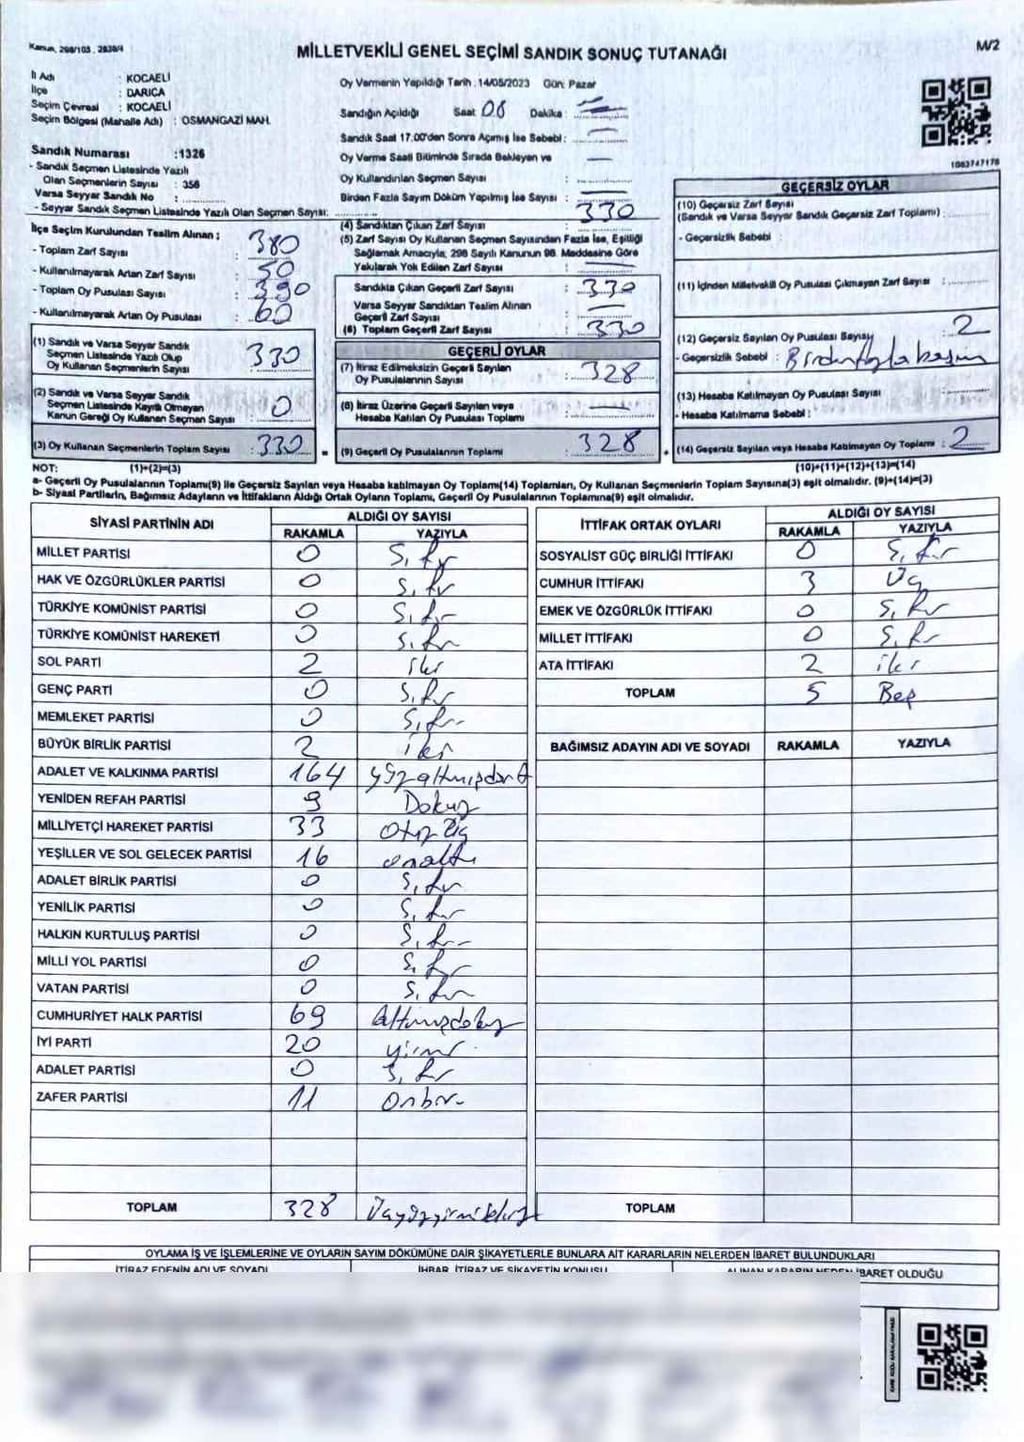 Kanun, 298/105, 2839/4
MİLLETVEKİLİ GENEL SEÇİMİ SANDIK SONUÇ TUTANAĞI
M/2
İl Adı : KOCAELİ
İlçe : DARICA
Seçim Çevresi : KOCAELİ
Seçim Bölgesi (Mahalle Adı) : OSMANGAZİ MAH.
Sandık Numarası :1326
- Sandık Seçmen Listesinde Yazılı
Olan Seçmenlerin Sayısı : 356
Varsa Seyyar Sandık No :
- Seyyar Sandık Seçmen Listesinde Yazılı Olan Seçmen Sayısı:
İlçe Seçim Kurulundan Teslim Alınan ;
- Toplam Zarf Sayısı : 380
- Kullanılmayarak Artan Zarf Sayısı : 50
- Toplam Oy Pusulası Sayısı : 390
- Kullanılmayarak Artan Oy Pusulası : 60
(1) Sandık ve Varsa Seyyar Sandık
Seçmen Listesinde Yazılı Olup
Oy Kullanan Seçmenlerin Sayısı : 330
(2) Sandık ve Varsa Seyyar Sandık
Seçmen Listesinde Kayıtlı Olmayan
Kanun Gereği Oy Kullanan Seçmen Sayısı : 0
(3) Oy Kullanan Seçmenlerin Toplam Sayısı : 330
Oy Vermenin Yapıldığı Tarih :14/05/2023 Gün: Pazar
Sandığın Açıldığı Saat 08 Dakika :
Sandık Saat 17.00'den Sonra Açılmış İse Sebebi :
Oy Verme Saati Bitiminde Sırada Bekleyen ve
Oy Kullandırılan Seçmen Sayısı :
Birden Fazla Sayım Döküm Yapılmış İse Sayısı :
(4) Sandıktan Çıkan Zarf Sayısı : 330
(5) Zarf Sayısı Oy Kullanan Seçmen Sayısından Fazla İse, Eşitliği
Sağlamak Amacıyla, 298 Sayılı Kanunun 98. Maddesine Göre
Yakılarak Yok Edilen Zarf Sayısı :
Sandıkta Çıkan Geçerli Zarf Sayısı : 330
Varsa Seyyar Sandıktan Teslim Alınan
Geçerli Zarf Sayısı :
(6) Toplam Geçerli Zarf Sayısı : 330
GEÇERLİ OYLAR
(7) İtiraz Edilmeksizin Geçerli Sayılan
Oy Pusulalarının Sayısı : 328
(8) İtiraz Üzerine Geçerli Sayılan veya
Hesaba Katılan Oy Pusulası Toplamı :
= (9) Geçerli Oy Pusulalarının Toplamı : 328
1083747178
GEÇERSİZ OYLAR
(10) Geçersiz Zarf Sayısı
(Sandık ve Varsa Seyyar Sandık Geçersiz Zarf Toplamı) :
- Geçersizlik Sebebi :
(11) İçinden Milletvekili Oy Pusulası Çıkmayan Zarf Sayısı :
(12) Geçersiz Sayılan Oy Pusulası Sayısı 2
- Geçersizlik Sebebi :
(13) Hesaba Katılmayan Oy Pusulası Sayısı
- Hesaba Katılmama Sebebi :
+ (14) Geçersiz Sayılan veya Hesaba Katılmayan Oy Toplamı : 2
NOT: (1)+(2)=(3) (10)+(11)+(12)+(13)=(14)
a- Geçerli Oy Pusulalarının Toplamı(9) ile Geçersiz Sayılan veya Hesaba katılmayan Oy Toplamı(14) Toplamları, Oy Kullanan Seçmenlerin Toplam Sayısına(3) eşit olmalıdır. (9)+(14)=(3)
b- Siyasi Partilerin, Bağımsız Adayların ve İttifakların Aldığı Ortak Oyların Toplamı, Geçerli Oy Pusulalarının Toplamına(9) eşit olmalıdır.
SİYASİ PARTİNİN ADI ALDIĞI OY SAYISI
RAKAMLA YAZIYLA
MİLLET PARTİSİ 0 Sıfır
HAK VE ÖZGÜRLÜKLER PARTİSİ 0 Sıfır
TÜRKİYE KOMÜNİST PARTİSİ 0 Sıfır
TÜRKİYE KOMÜNİST HAREKETİ 0 Sıfır
SOL PARTİ 2 iki
GENÇ PARTİ 0 Sıfır
MEMLEKET PARTİSİ 0 Sıfır
BÜYÜK BİRLİK PARTİSİ 2 iki
ADALET VE KALKINMA PARTİSİ 164 yüzaltmışdört
YENİDEN REFAH PARTİSİ 9 Dokuz
MİLLİYETÇİ HAREKET PARTİSİ 33 Otuz Üç
YEŞİLLER VE SOL GELECEK PARTİSİ 16 onaltı
ADALET BİRLİK PARTİSİ 0 Sıfır
YENİLİK PARTİSİ 0 Sıfır
HALKIN KURTULUŞ PARTİSİ 0 Sıfır
MİLLİ YOL PARTİSİ 0 Sıfır
VATAN PARTİSİ 0 Sıfır
CUMHURİYET HALK PARTİSİ 69 altmışdokuz
İYİ PARTİ 20 yirmi
ADALET PARTİSİ 0 Sıfır
ZAFER PARTİSİ 11 Onbir
TOPLAM 328 Üçyüzyirmisekiz
İTTİFAK ORTAK OYLARI ALDIĞI OY SAYISI
RAKAMLA YAZIYLA
SOSYALİST GÜÇ BİRLİĞİ İTTİFAKI 0 Sıfır
CUMHUR İTTİFAKI 3 Üç
EMEK VE ÖZGÜRLÜK İTTİFAKI 0 Sıfır
MİLLET İTTİFAKI 0 Sıfır
ATA İTTİFAKI 2 iki
TOPLAM 5 Beş
BAĞIMSIZ ADAYIN ADI VE SOYADI RAKAMLA YAZIYLA
TOPLAM
OYLAMA İŞ VE İŞLEMLERİNE VE OYLARIN SAYIM DÖKÜMÜNE DAİR ŞİKAYETLERLE BUNLARA AİT KARARLARIN NELERDEN İBARET BULUNDUKLARI
İTİRAZ EDENİN ADI VE SOYADI İHBAR, İTİRAZ VE ŞİKAYETİN KONUSU ALINAN KARARIN NEDEN İBARET OLDUĞU